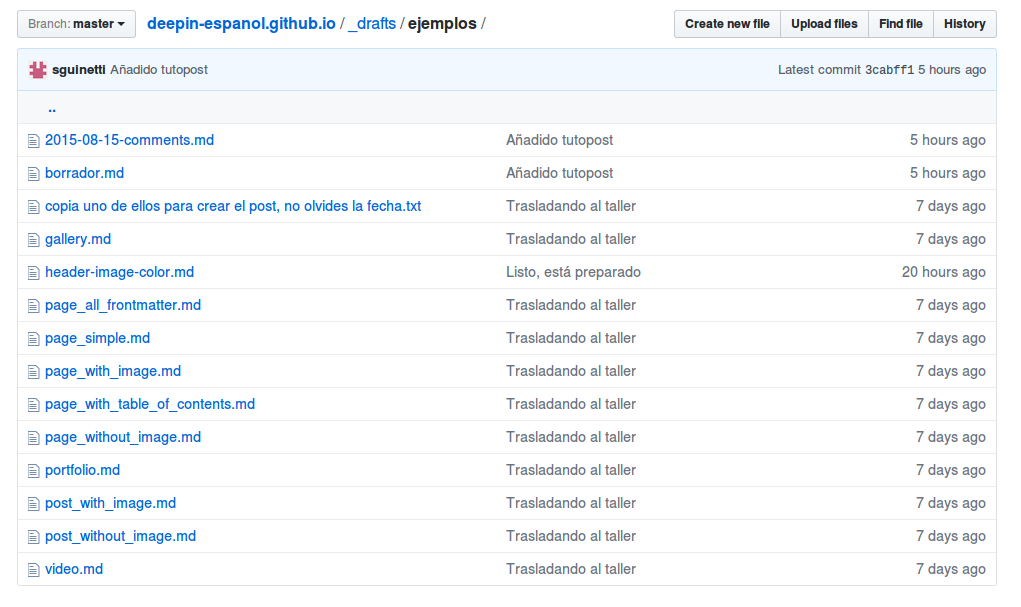 Branch: master deepin-espanol.github.io / _drafts / ejemplos / Create new file Upload files Find file History
sguinetti Añadido tutopost Latest commit 3cabff1 5 hours ago
..
2015-08-15-comments.md Añadido tutopost 5 hours ago
borrador.md Añadido tutopost 5 hours ago
copia uno de ellos para crear el post, no olvides la fecha.txt Trasladando al taller 7 days ago
gallery.md Trasladando al taller 7 days ago
header-image-color.md Listo, está preparado 20 hours ago
page_all_frontmatter.md Trasladando al taller 7 days ago
page_simple.md Trasladando al taller 7 days ago
page_with_image.md Trasladando al taller 7 days ago
page_with_table_of_contents.md Trasladando al taller 7 days ago
page_without_image.md Trasladando al taller 7 days ago
portfolio.md Trasladando al taller 7 days ago
post_with_image.md Trasladando al taller 7 days ago
post_without_image.md Trasladando al taller 7 days ago
video.md Trasladando al taller 7 days ago